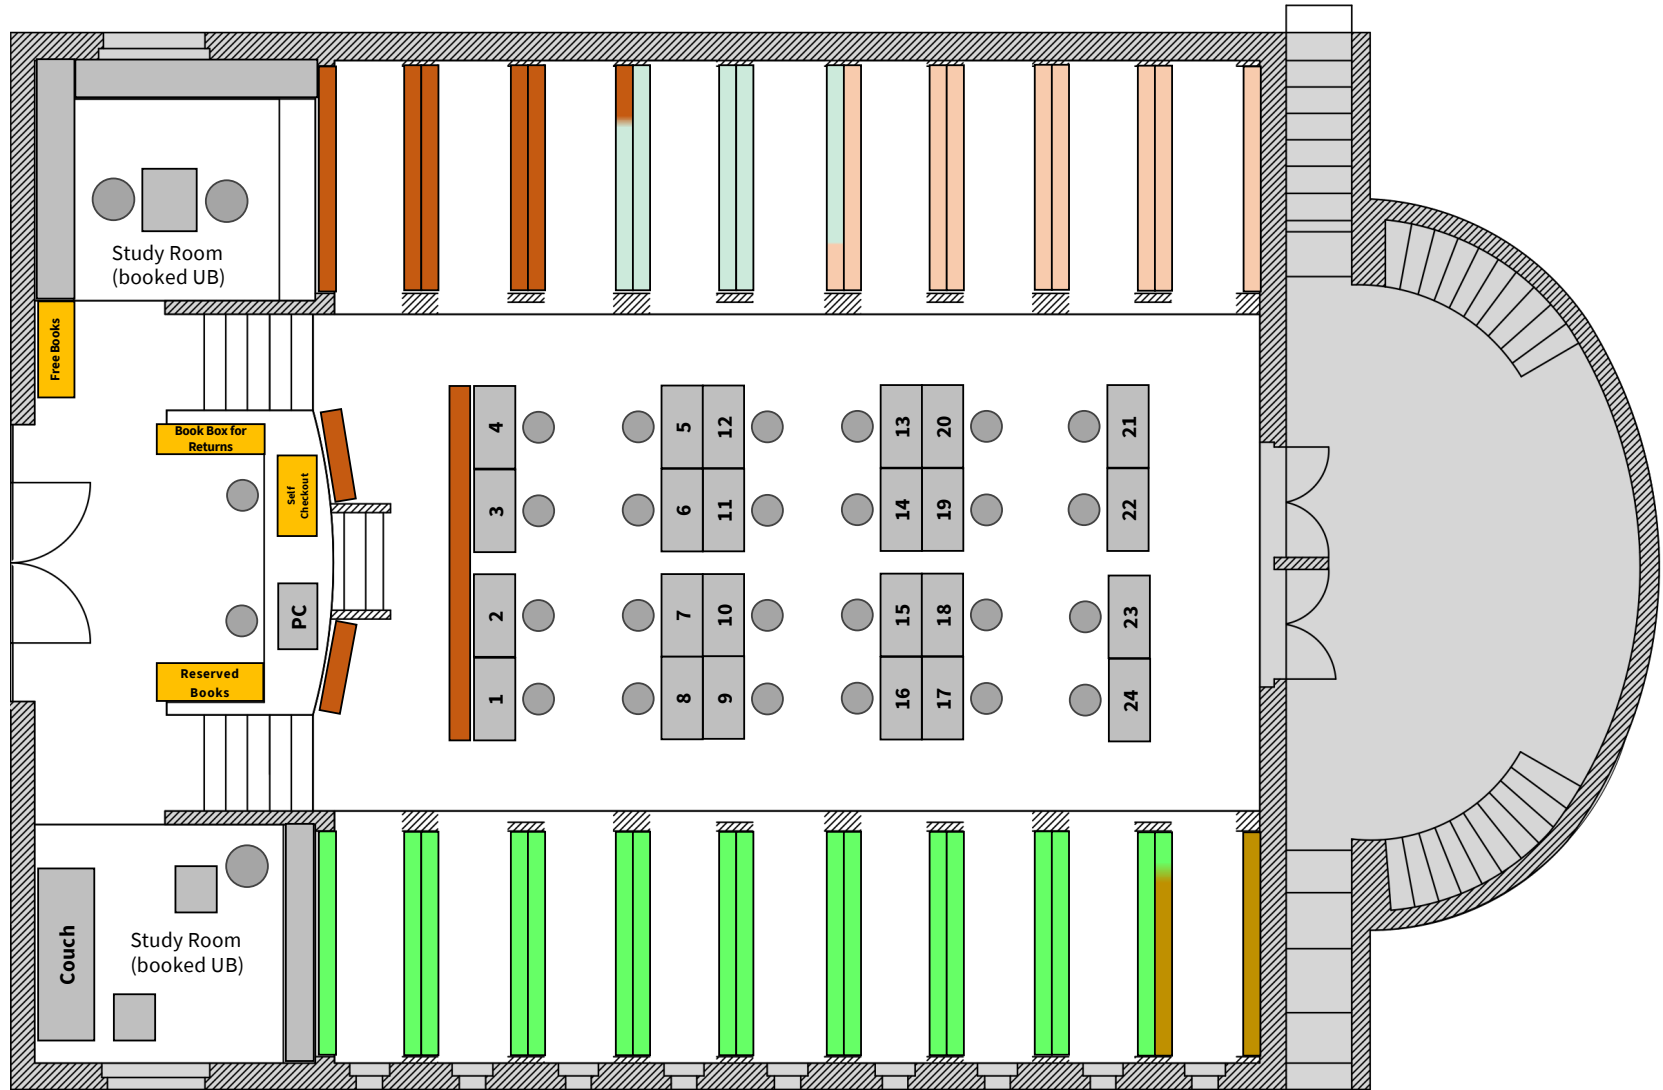 Study Room
(booked UB)
Free Books
Book Box for
Returns
Self
Checkout
PC
Reserved
Books
4
5
12
13
20
21
3
6
11
14
19
22
2
7
10
15
18
23
1
8
9
16
17
24
Couch
Study Room
(booked UB)